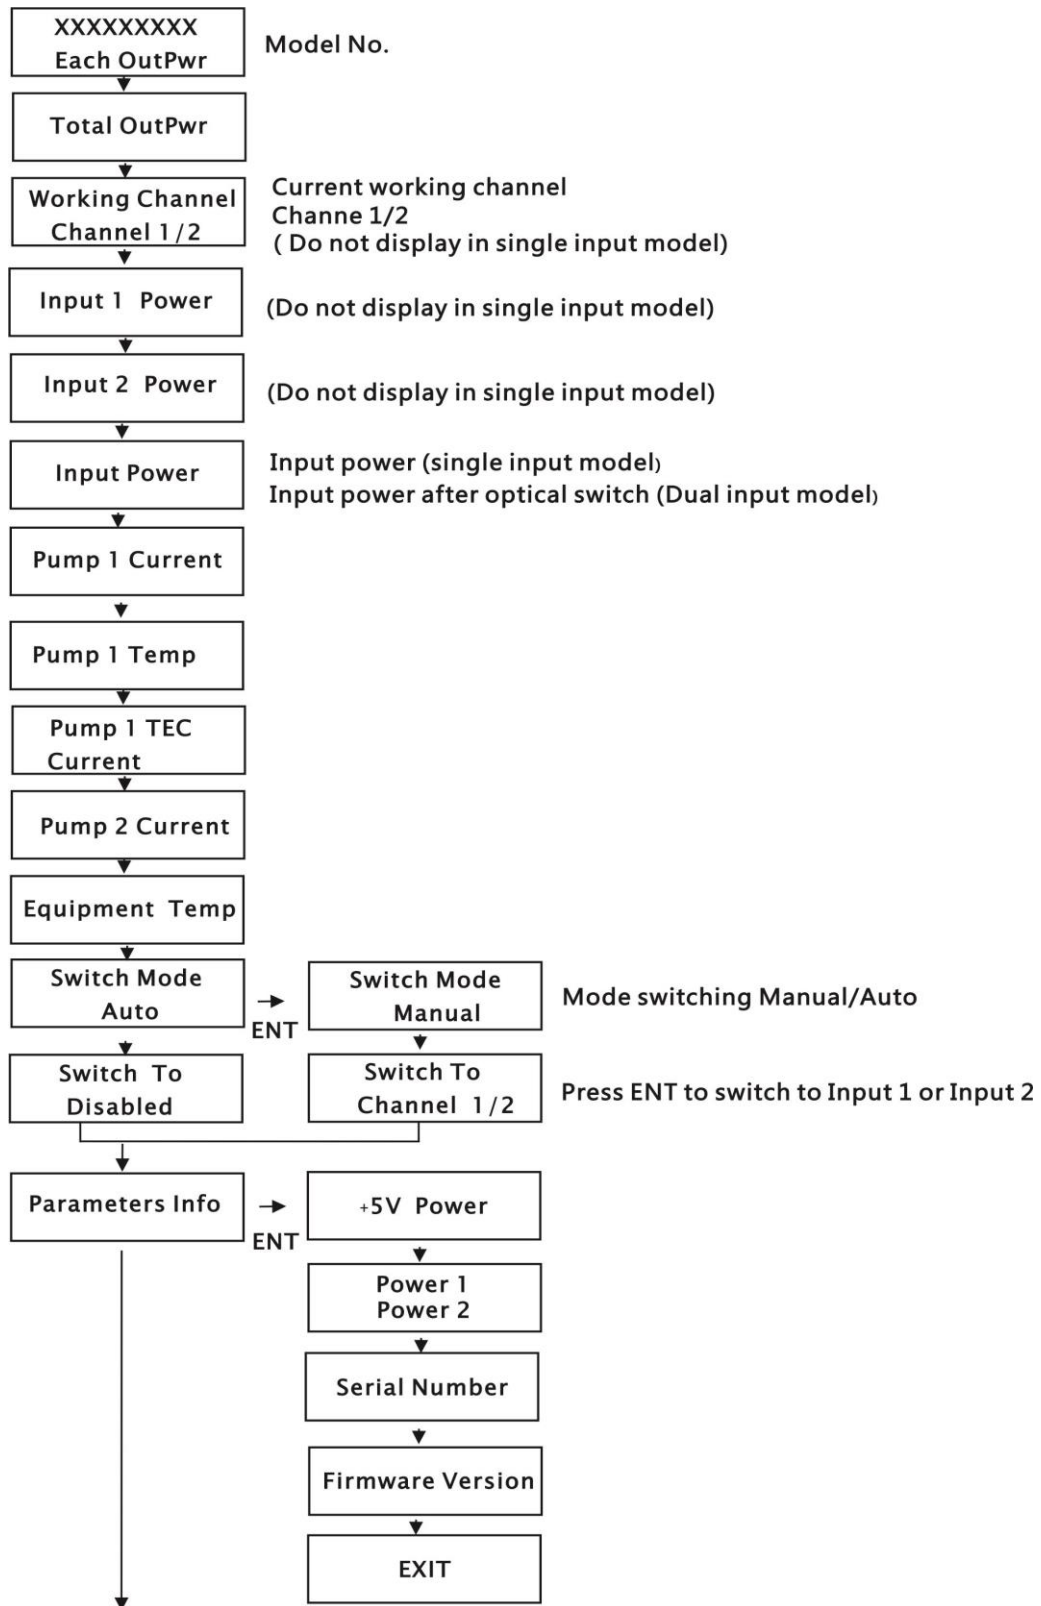 XXXXXXXXX
Each OutPwr
Model No.
Total OutPwr
Working Channel
Channel 1/2
Current working channel
Channe 1/2
( Do not display in single input model)
Input 1 Power
(Do not display in single input model)
Input 2 Power
(Do not display in single input model)
Input Power
Input power (single input model)
Input power after optical switch (Dual input model)
Pump 1 Current
Pump 1 Temp
Pump 1 TEC
Current
Pump 2 Current
Equipment Temp
Switch Mode
Auto
ENT
Switch Mode
Manual
Mode switching Manual/Auto
Switch To
Disabled
Switch To
Channel 1/2
Press ENT to switch to Input 1 or Input 2
Parameters Info
ENT
+5V Power
Power 1
Power 2
Serial Number
Firmware Version
EXIT